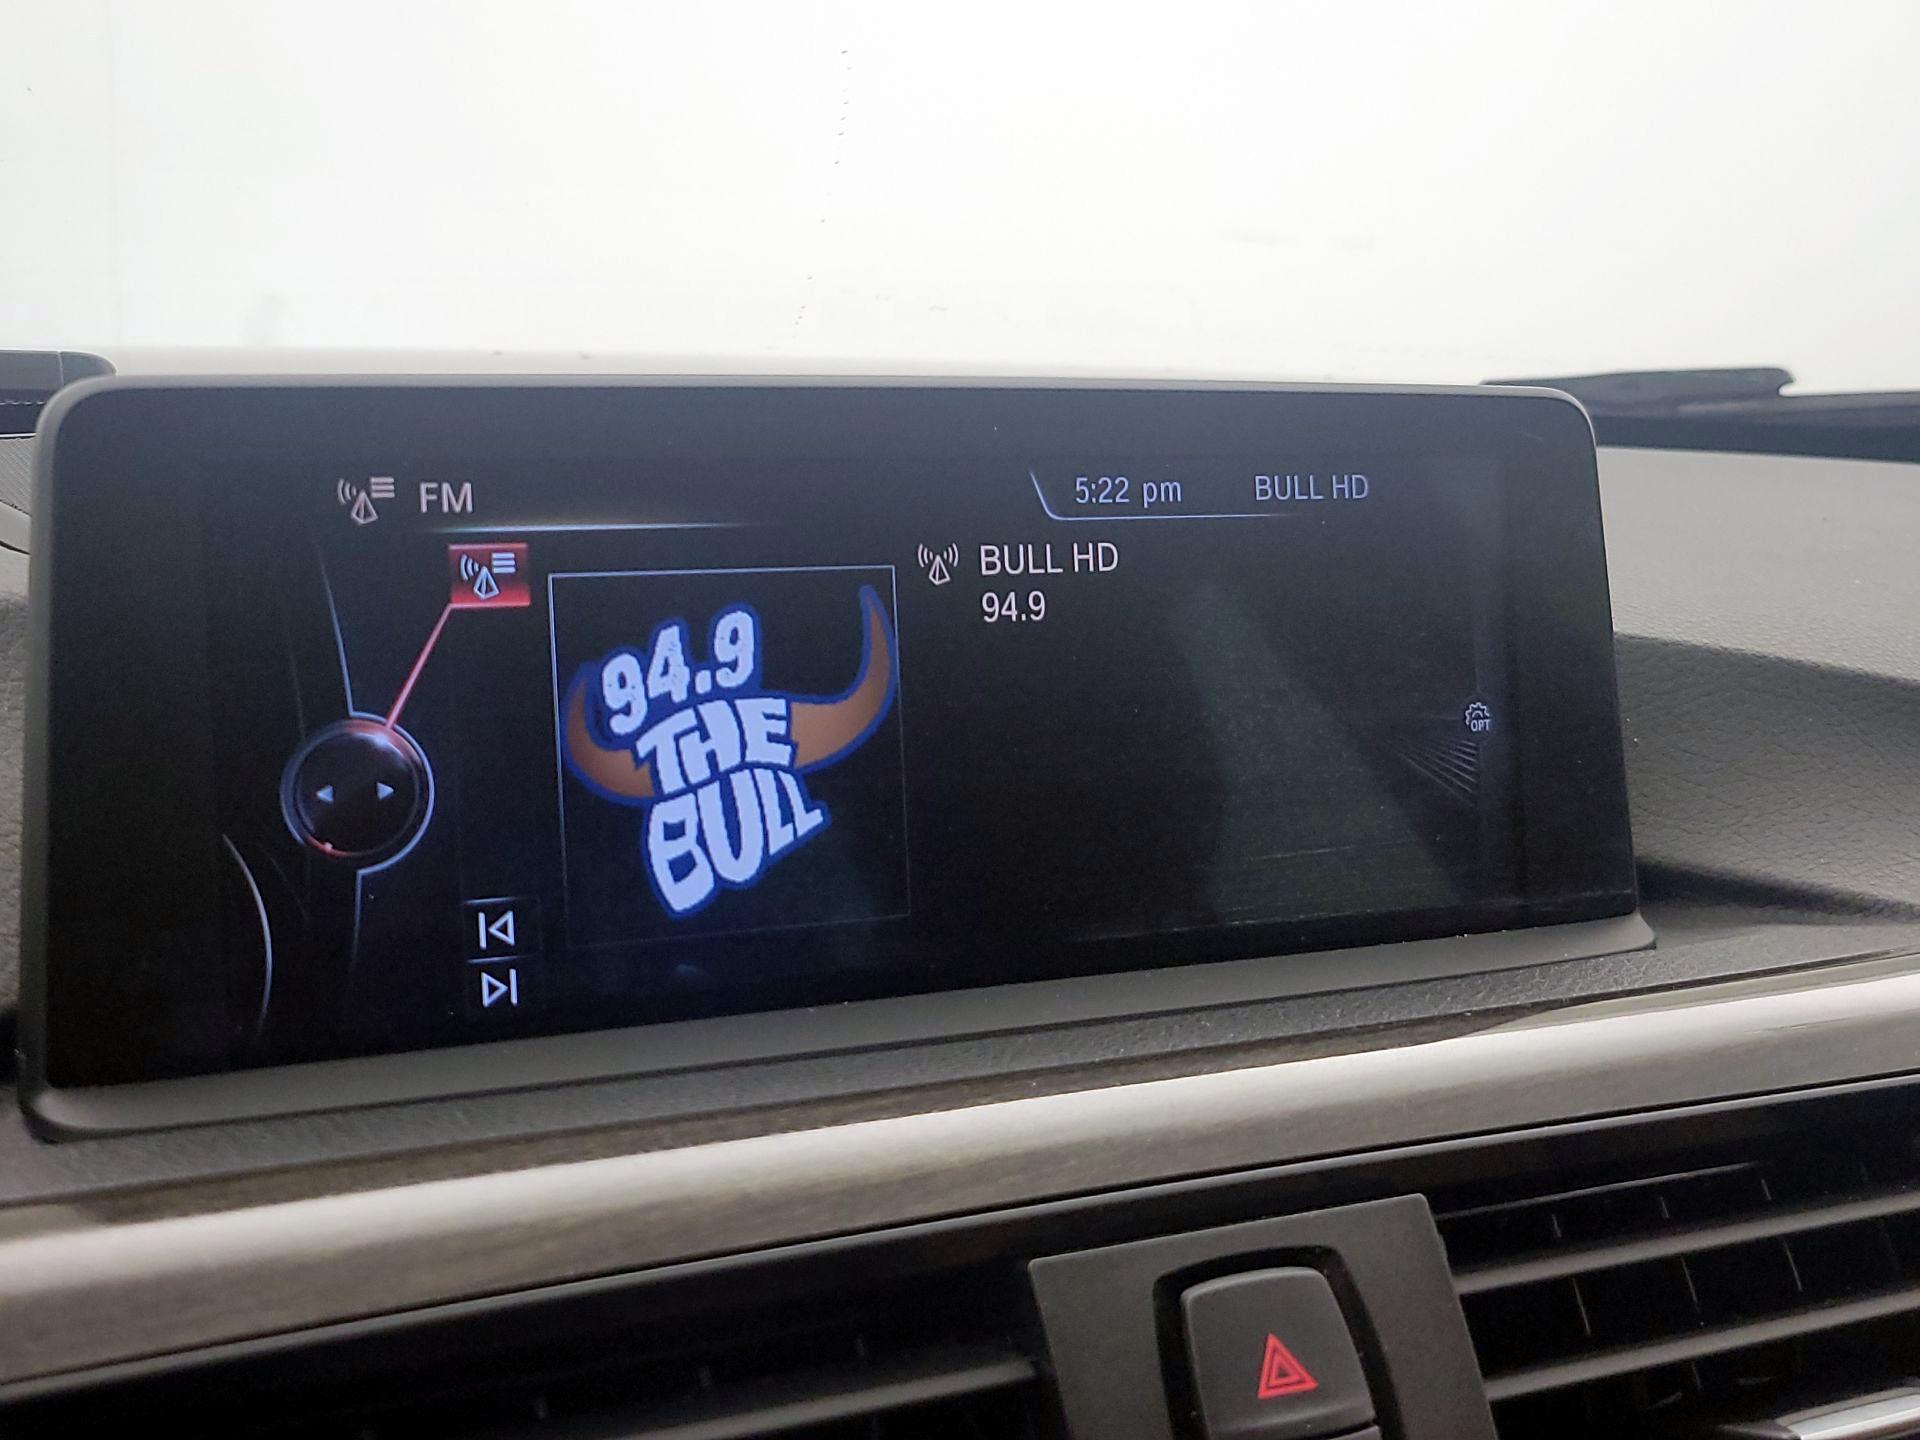 FM
5:22 pm BULL HD
BULL HD
94.9
94.9
THE
BULL
OPT